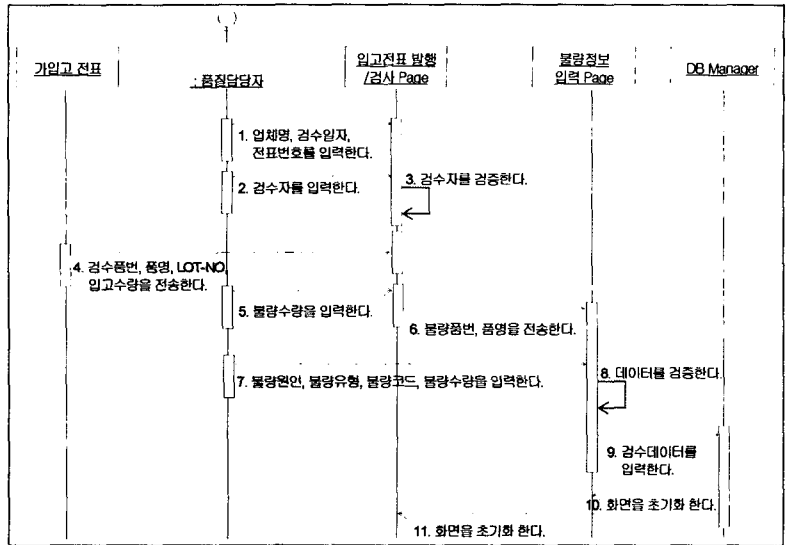 가입고 전표
: 품질담당자
입고전표 발행
/검사 Page
불량정보
입력 Page
DB Manager
1. 업체명, 검수일자,
전표번호를 입력한다.
2. 검수자를 입력한다.
3. 검수자를 검증한다.
4. 검수품번, 품명, LOT-NO,
입고수량을 전송한다.
5. 불량수량을 입력한다.
6. 불량품번, 품명을 전송한다.
7. 불량원인, 불량유형, 불량코드, 불량수량을 입력한다.
8. 데이터를 검증한다.
9. 검수데이터를
입력한다.
10. 화면을 초기화 한다.
11. 화면을 초기화 한다.